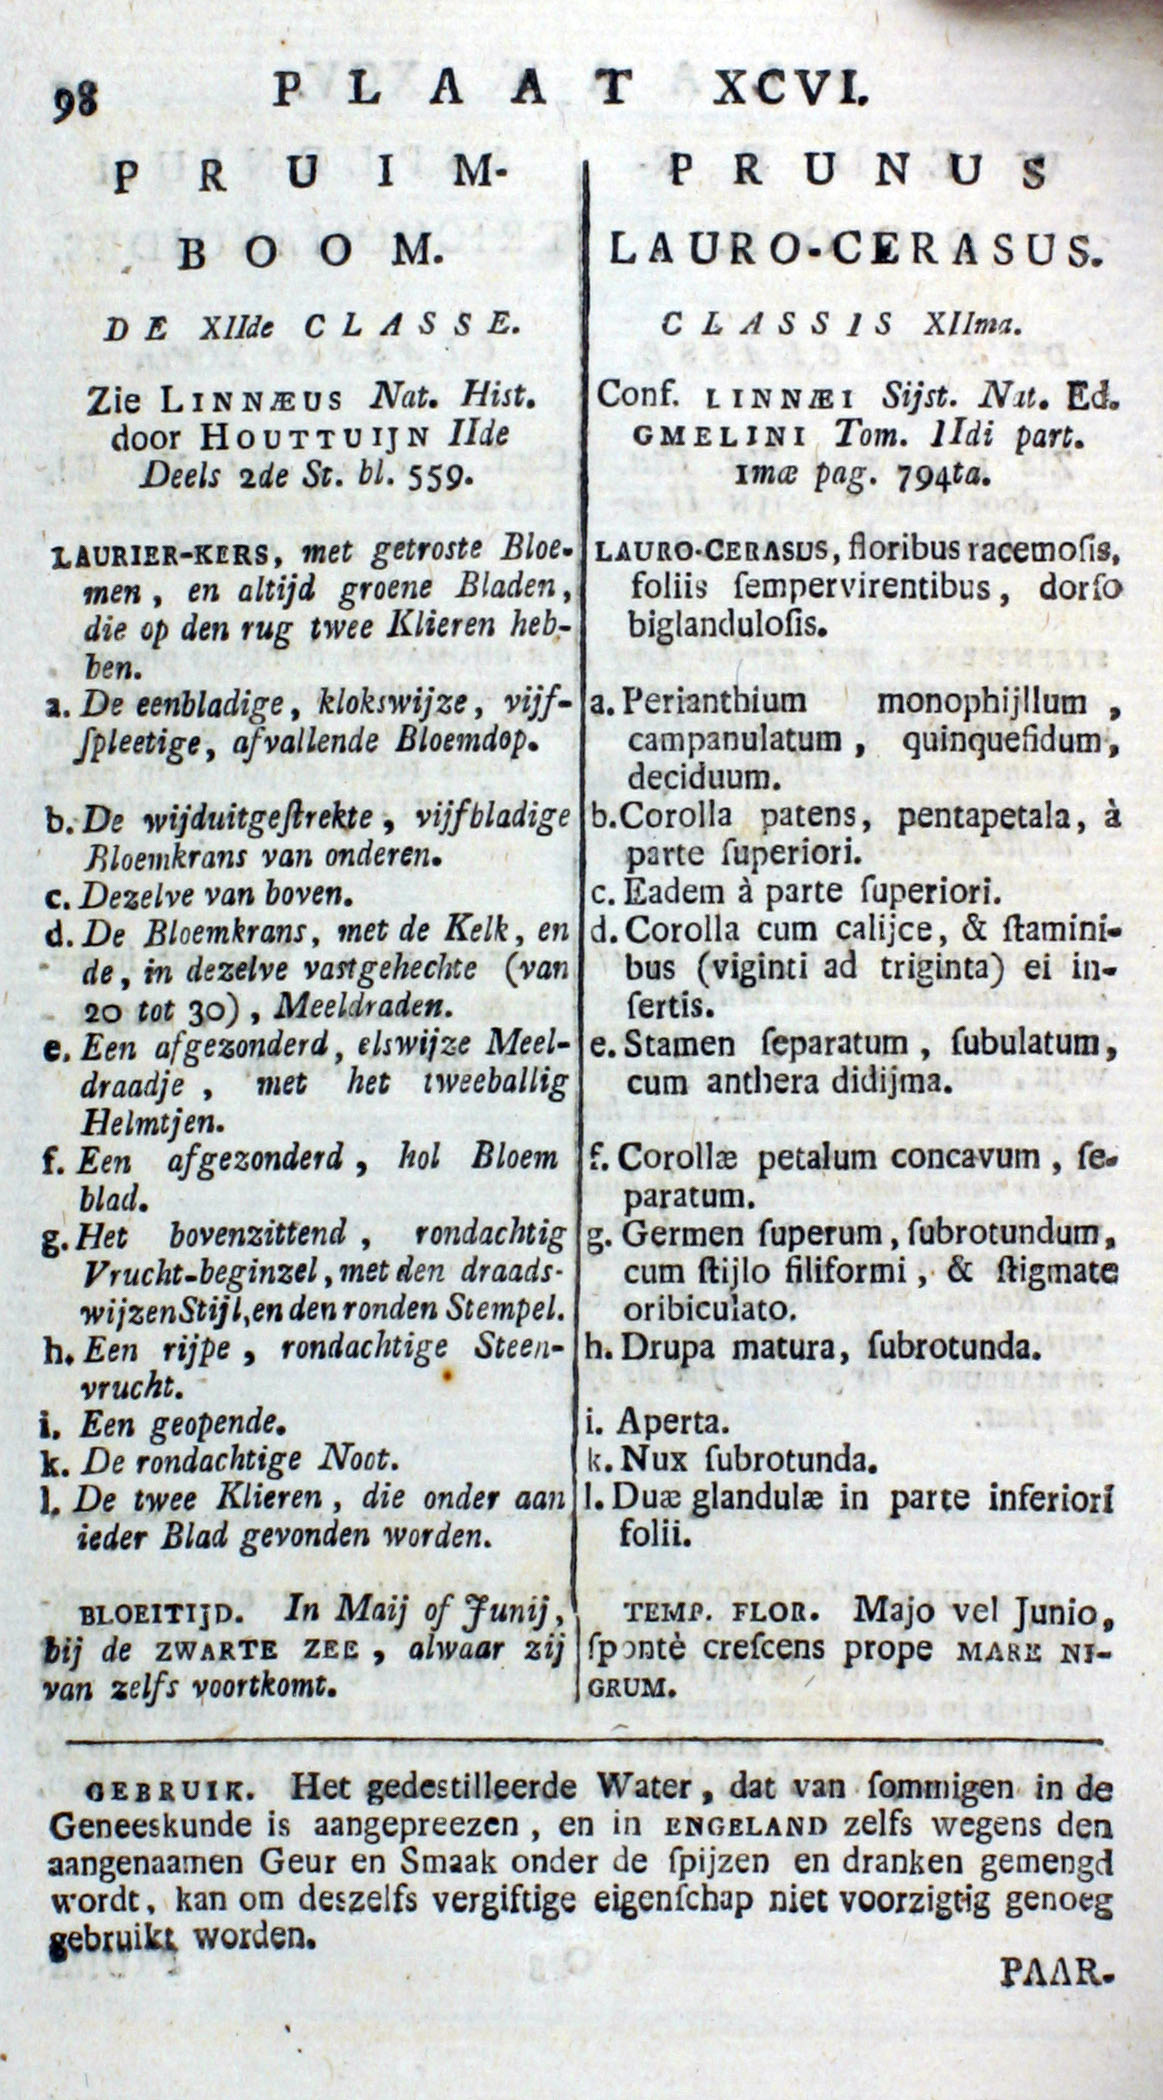 98
PLAAT XCVI.
PRUIM-
BOOM.
DE XIIde CLASSE.
Zie LINNÆUS Nat. Hist.
door HOUTTUIJN IIde
Deels 2de St. bl. 559.
LAURIER-KERS, met getroste Bloe-
men, en altijd groene Bladen,
die op den rug twee Klieren heb-
ben.
a. De eenbladige, klokswijze, vijf-
ſpleetige, afvallende Bloemdop.
b. De wijduitgeſtrekte, vijfbladige
Bloemkrans van onderen.
c. Dezelve van boven.
d. De Bloemkrans, met de Kelk, en
de, in dezelve vastgehechte (van
20 tot 30), Meeldraden.
e. Een afgezonderd, elswijze Meel-
draadje, met het tweeballig
Helmtjen.
f. Een afgezonderd, hol Bloem
blad.
g. Het bovenzittend, rondachtig
Vrucht-beginzel, met den draads-
wijzen Stijl, en den ronden Stempel.
h. Een rijpe, rondachtige Steen-
vrucht.
i. Een geopende.
k. De rondachtige Noot.
l. De twee Klieren, die onder aan
ieder Blad gevonden worden.
BLOEITIJD. In Maij of Junij,
bij de ZWARTE ZEE, alwaar zij
van zelfs voortkomt.
PRUNUS
LAURO-CERASUS.
CLASSIS XIIma.
Conf. LINNÆI Sijst. Nat. Ed.
GMELINI Tom. IIdi part.
1mæ pag. 794ta.
LAURO-CERASUS, floribus racemoſis,
foliis ſempervirentibus, dorſo
biglanduloſis.
a. Perianthium monophijllum,
campanulatum, quinquefidum,
deciduum.
b. Corolla patens, pentapetala, à
parte ſuperiori.
c. Eadem à parte ſuperiori.
d. Corolla cum calijce, & ſtamini-
bus (viginti ad triginta) ei in-
ſertis.
e. Stamen ſeparatum, ſubulatum,
cum anthera didijma.
f. Corollæ petalum concavum, ſe-
paratum.
g. Germen ſuperum, ſubrotundum,
cum ſtijlo filiformi, & ſtigmate
oribiculato.
h. Drupa matura, ſubrotunda.
i. Aperta.
k. Nux ſubrotunda.
l. Duæ glandulæ in parte inferiori
folii.
TEMP. FLOR. Majo vel Junio,
ſpontè creſcens prope MARE NI-
GRUM.
GEBRUIK. Het gedestilleerde Water, dat van ſommigen in de
Geneeskunde is aangepreezen, en in ENGELAND zelfs wegens den
aangenaamen Geur en Smaak onder de ſpijzen en dranken gemengd
wordt, kan om deszelfs vergiftige eigenſchap niet voorzigtig genoeg
gebruikt worden.
PAAR-